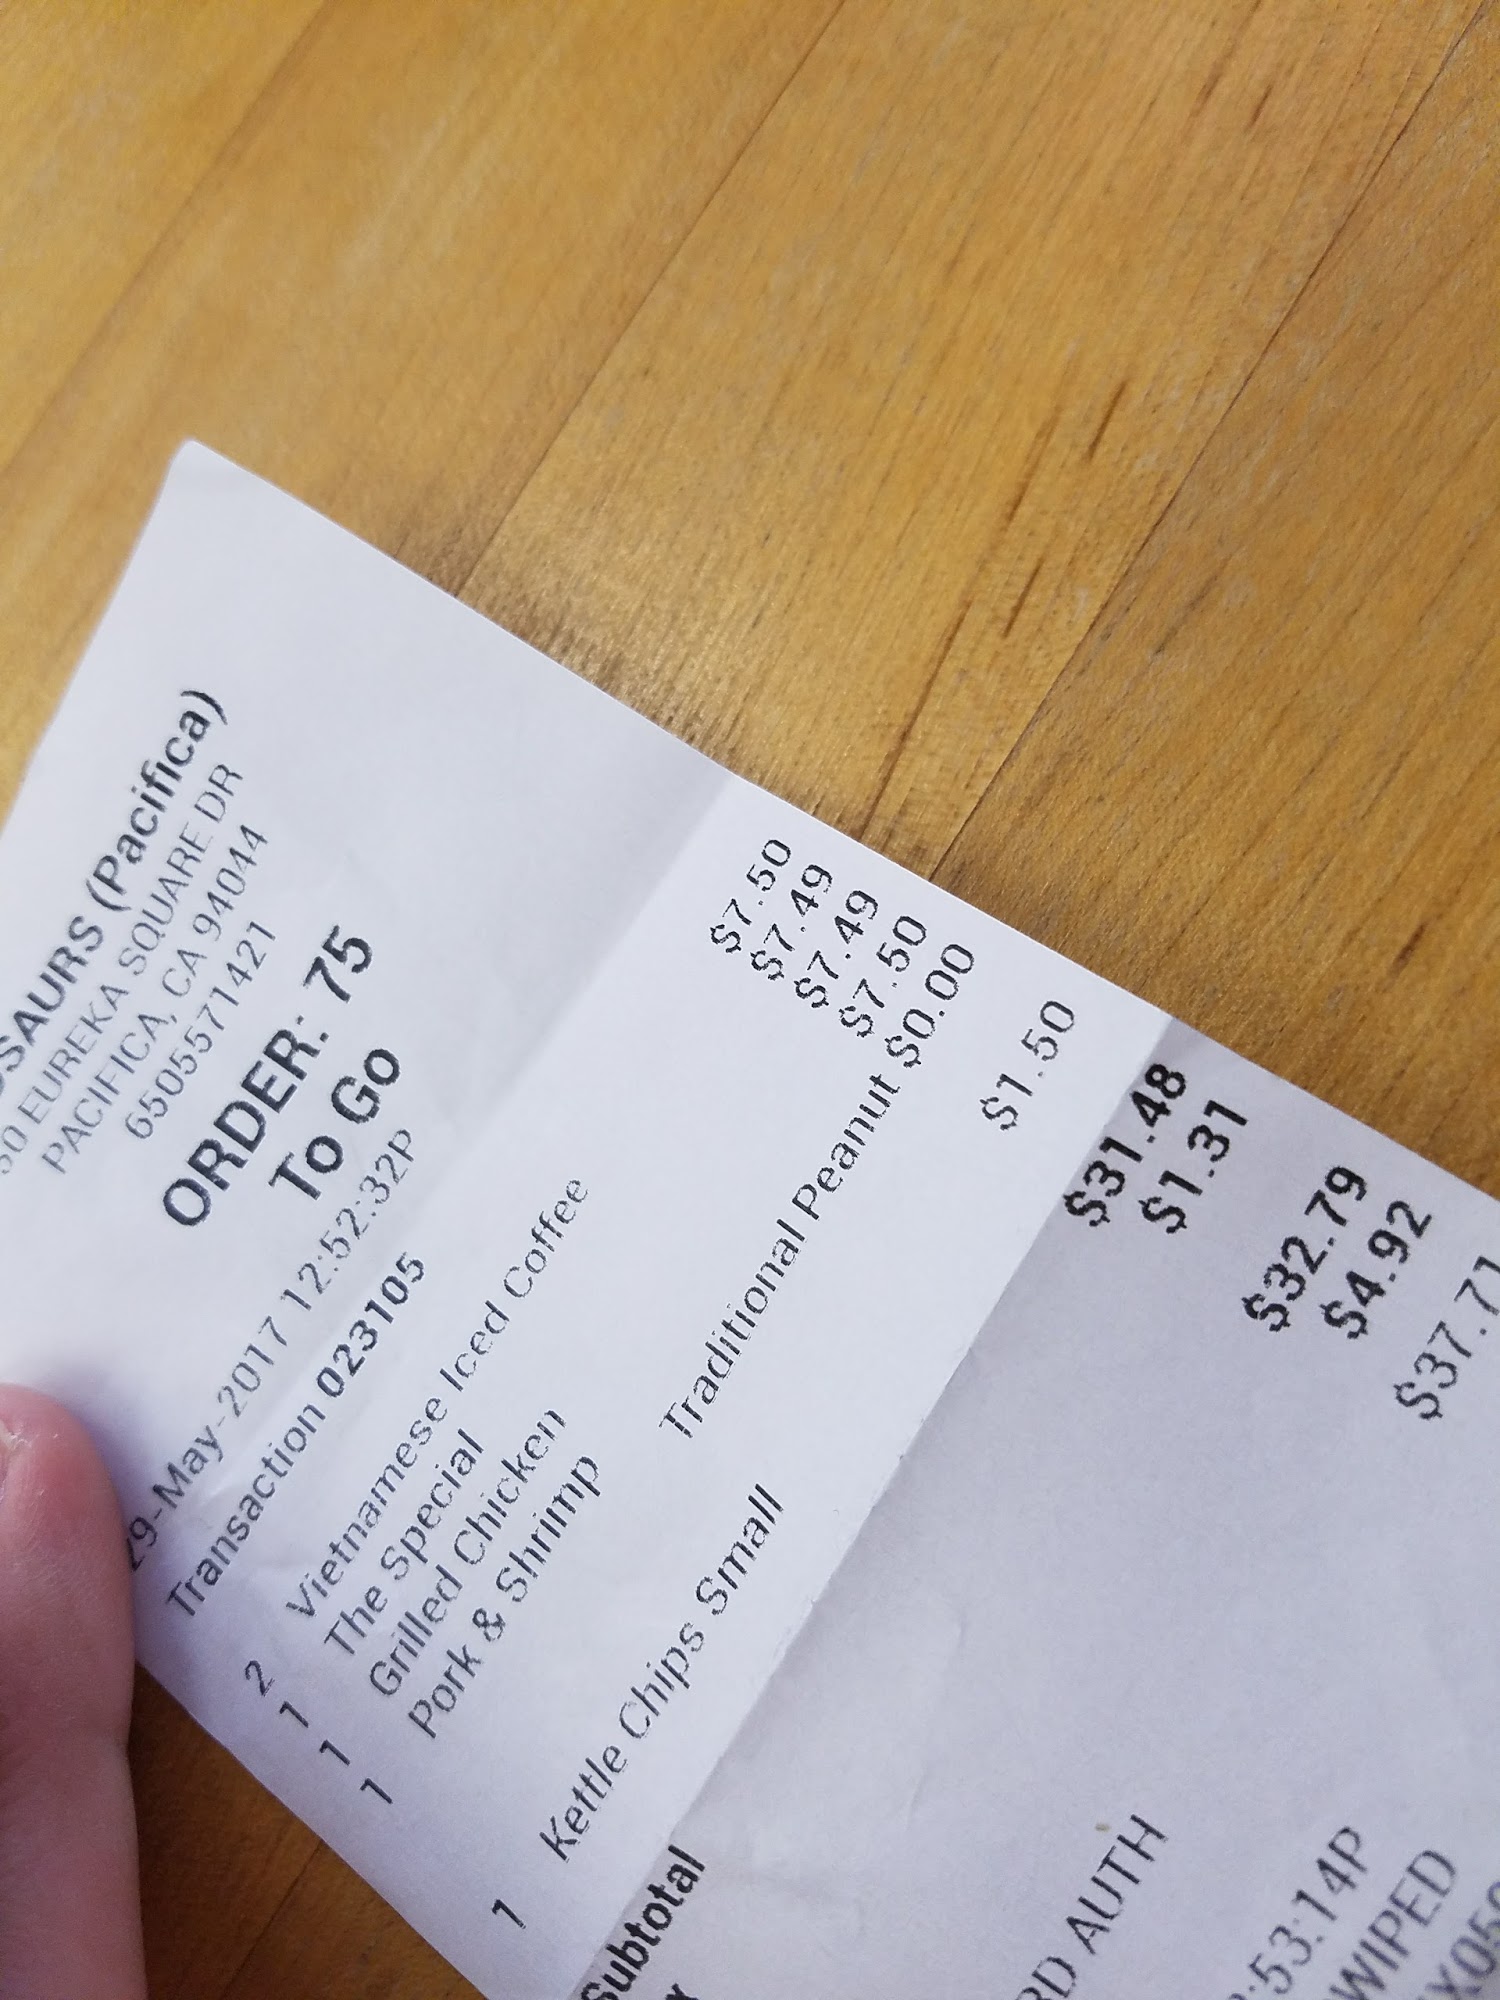 (Pacifica)
EUREKA SQUARE DR
PACIFICA, CA 94044
6505571421
ORDER: 75
To Go
29-May-2017 12:52:32P
Transaction 023105
2 Vietnamese Iced Coffee $7.50
1 The Special $7.49
1 Grilled Chicken $7.49
1 Pork & Shrimp $7.50
Traditional Peanut $0.00
1 Kettle Chips Small $1.50
Subtotal $31.48
$1.31
$32.79
$4.92
$37.71
AUTH
:53:14P